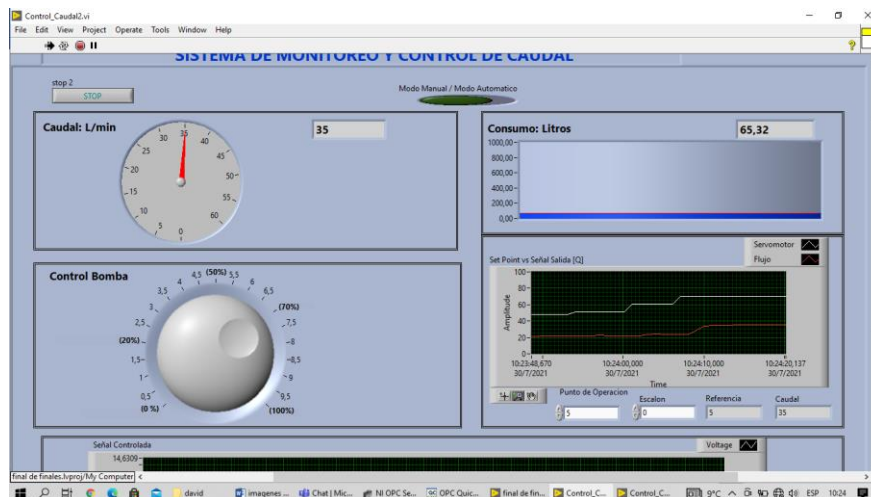 Control_Caudal2.vi
File Edit View Project Operate Tools Window Help
SISTEMA DE MONITOREO Y CONTROL DE CAUDAL
stop 2
STOP
Modo Manual / Modo Automatico
Caudal: L/min
35
0 5 10 15 20 25 30 35 40 45 50 55 60
Consumo: Litros
65,32
1000,00
800,00
600,00
400,00
200,00
0,00
Control Bomba
(0 %) 0,5 1 1,5 (20%) 2,5 3 3,5 4 4,5 (50%) 5,5 6 6,5 (70%) 7,5 8 8,5 9 9,5 (100%)
Servomotor
Flujo
Set Point vs Señal Salida [Q]
Amplitude
100
80
60
40
20
0
10:23:48,670 10:24:00,000 10:24:10,000 10:24:20,137
30/7/2021 30/7/2021 30/7/2021 30/7/2021
Time
Punto de Operacion Escalon Referencia Caudal
5 0 5 35
Señal Controlada
Voltage
14,6309
final de finales.lvproj/My Computer
david imagenes ... Chat | Mic... NI OPC Se... OPC Quic... final de fin... Control_C... Control_C... 9°C ESP 10:24